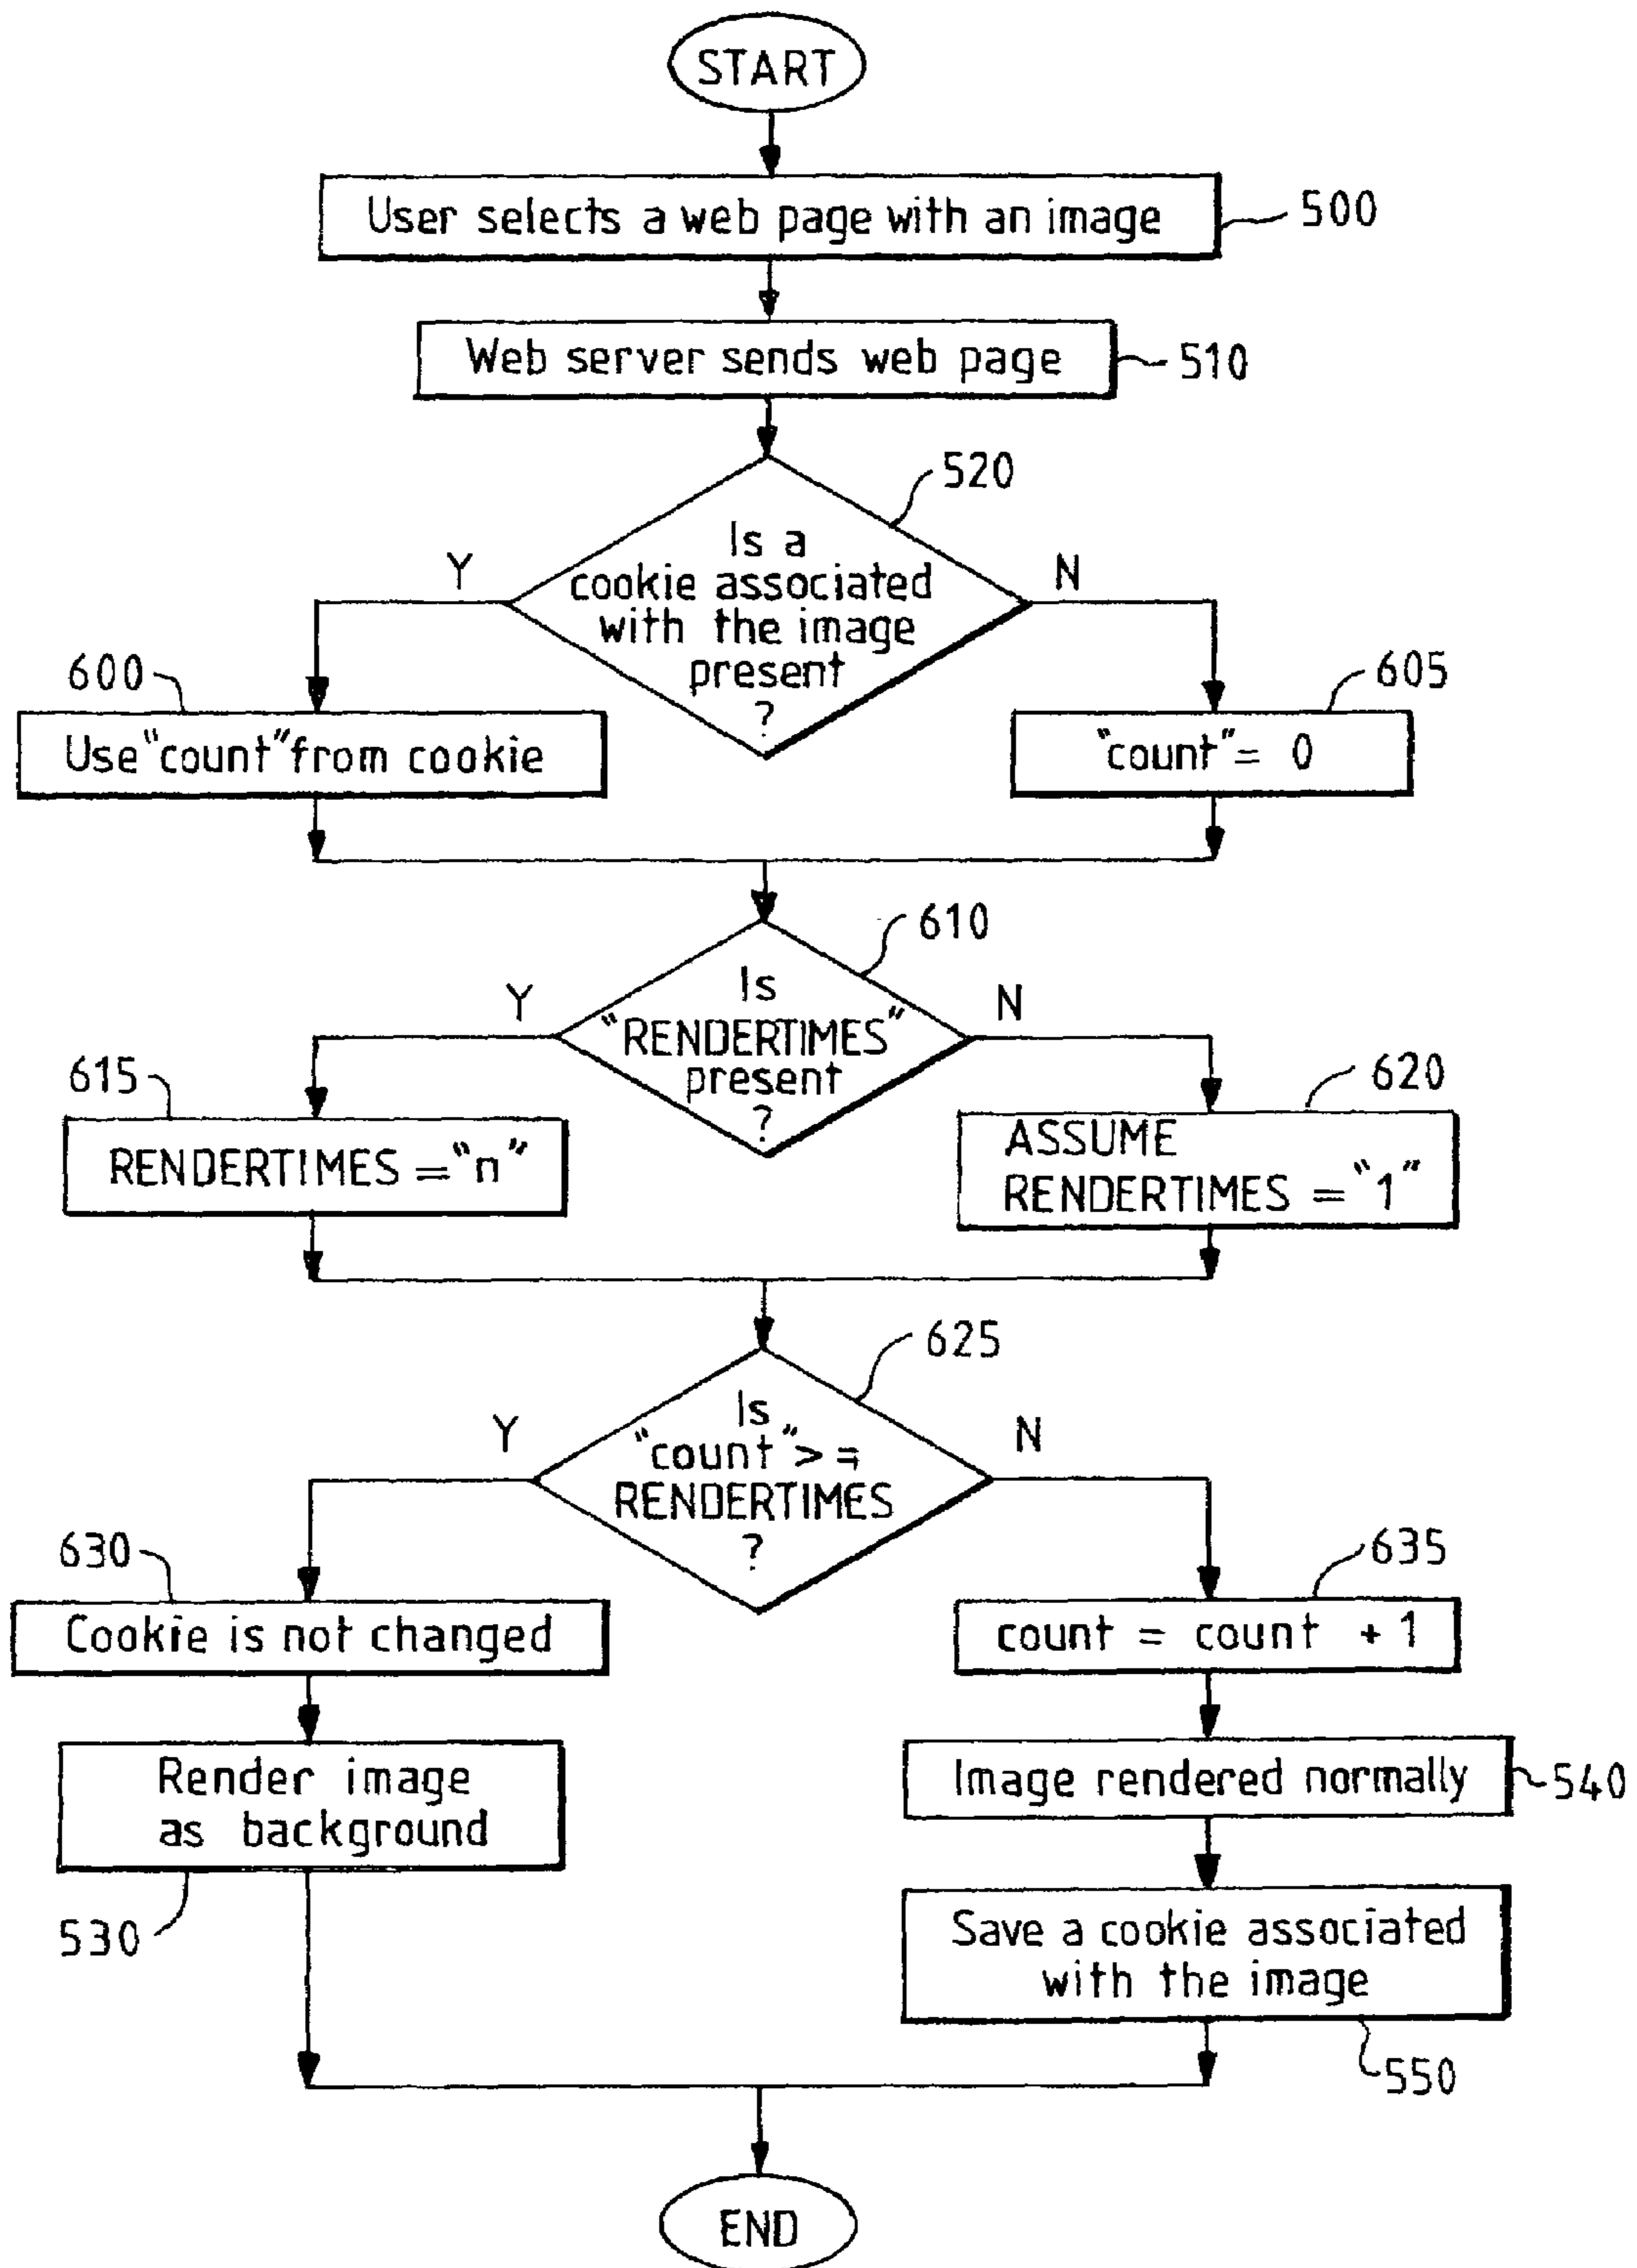 START
User selects a web page with an image
500
Web server sends web page
510
520
Is a
cookie associated
with the image
present
?
Y
N
600
605
Use "count" from cookie
"count" = 0
610
Is
"RENDERTIMES"
present
?
Y
N
615
620
RENDERTIMES = "n"
ASSUME
RENDERTIMES = "1"
625
Is
"count" > =
RENDERTIMES
?
Y
N
630
635
Cookie is not changed
count = count + 1
Render image
as background
530
Image rendered normally
540
Save a cookie associated
with the image
550
END